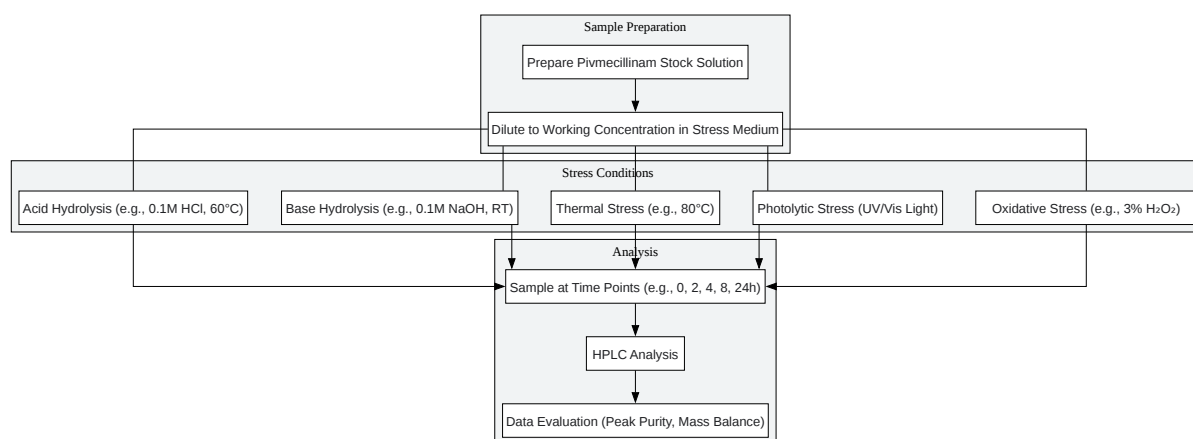 Sample Preparation
Prepare Pivmecillinam Stock Solution
Dilute to Working Concentration in Stress Medium
Stress Conditions
Acid Hydrolysis (e.g., 0.1M HCl, 60°C)
Base Hydrolysis (e.g., 0.1M NaOH, RT)
Thermal Stress (e.g., 80°C)
Photolytic Stress (UV/Vis Light)
Oxidative Stress (e.g., 3% H₂O₂)
Analysis
Sample at Time Points (e.g., 0, 2, 4, 8, 24h)
HPLC Analysis
Data Evaluation (Peak Purity, Mass Balance)